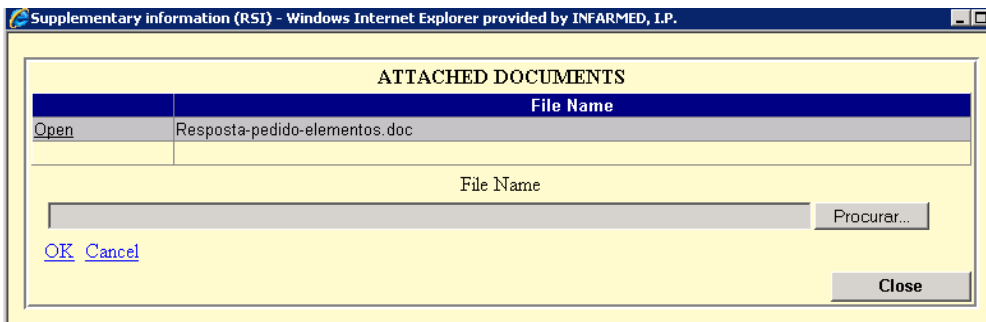 Supplementary information (RSI) - Windows Internet Explorer provided by INFARMED, I.P.
ATTACHED DOCUMENTS
File Name
Open Resposta-pedido-elementos.doc
File Name
Procurar...
OK Cancel
Close